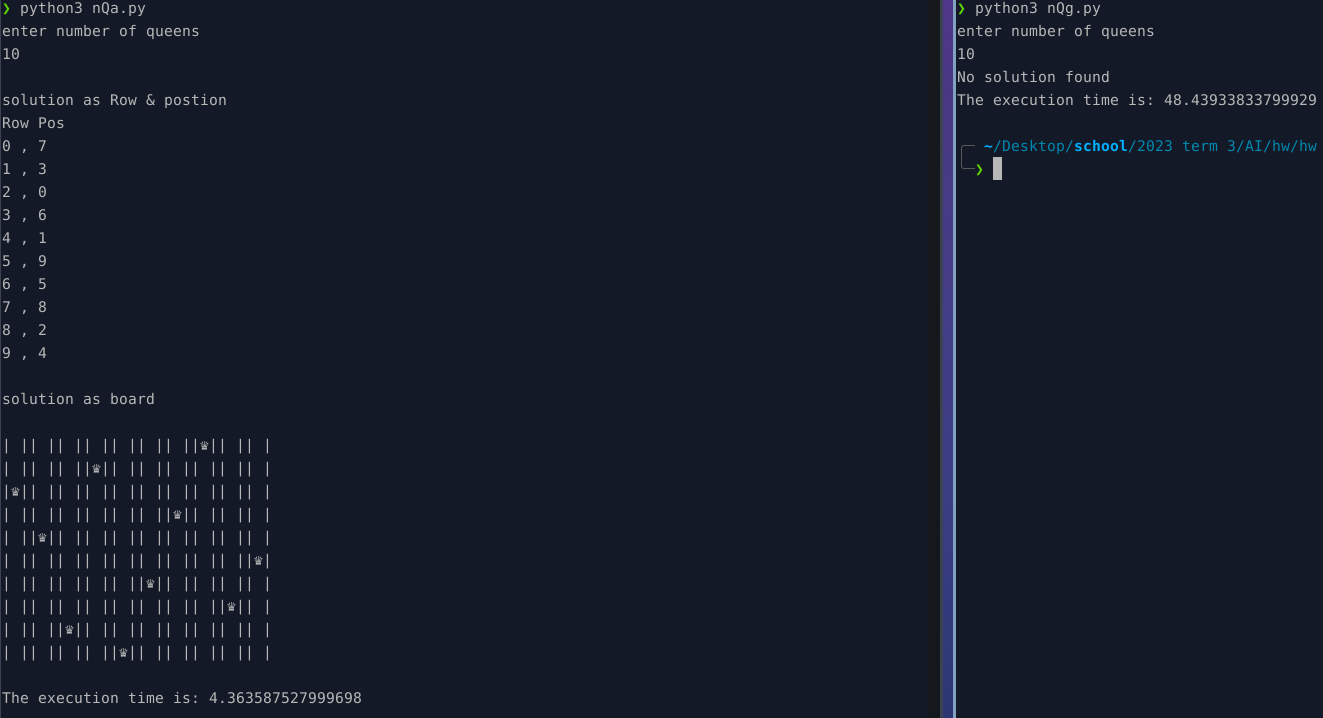 ❯ python3 nQa.py
enter number of queens
10
solution as Row & postion
Row Pos
0 , 7
1 , 3
2 , 0
3 , 6
4 , 1
5 , 9
6 , 5
7 , 8
8 , 2
9 , 4
solution as board
| || || || || || || ||♛|| || |
| || || ||♛|| || || || || || |
|♛|| || || || || || || || || |
| || || || || || ||♛|| || || |
| ||♛|| || || || || || || || |
| || || || || || || || || ||♛|
| || || || || ||♛|| || || || |
| || || || || || || || ||♛|| |
| || ||♛|| || || || || || || |
| || || || ||♛|| || || || || |
The execution time is: 4.363587527999698
❯ python3 nQg.py
enter number of queens
10
No solution found
The execution time is: 48.43933833799929
~/Desktop/school/2023 term 3/AI/hw/hw
❯